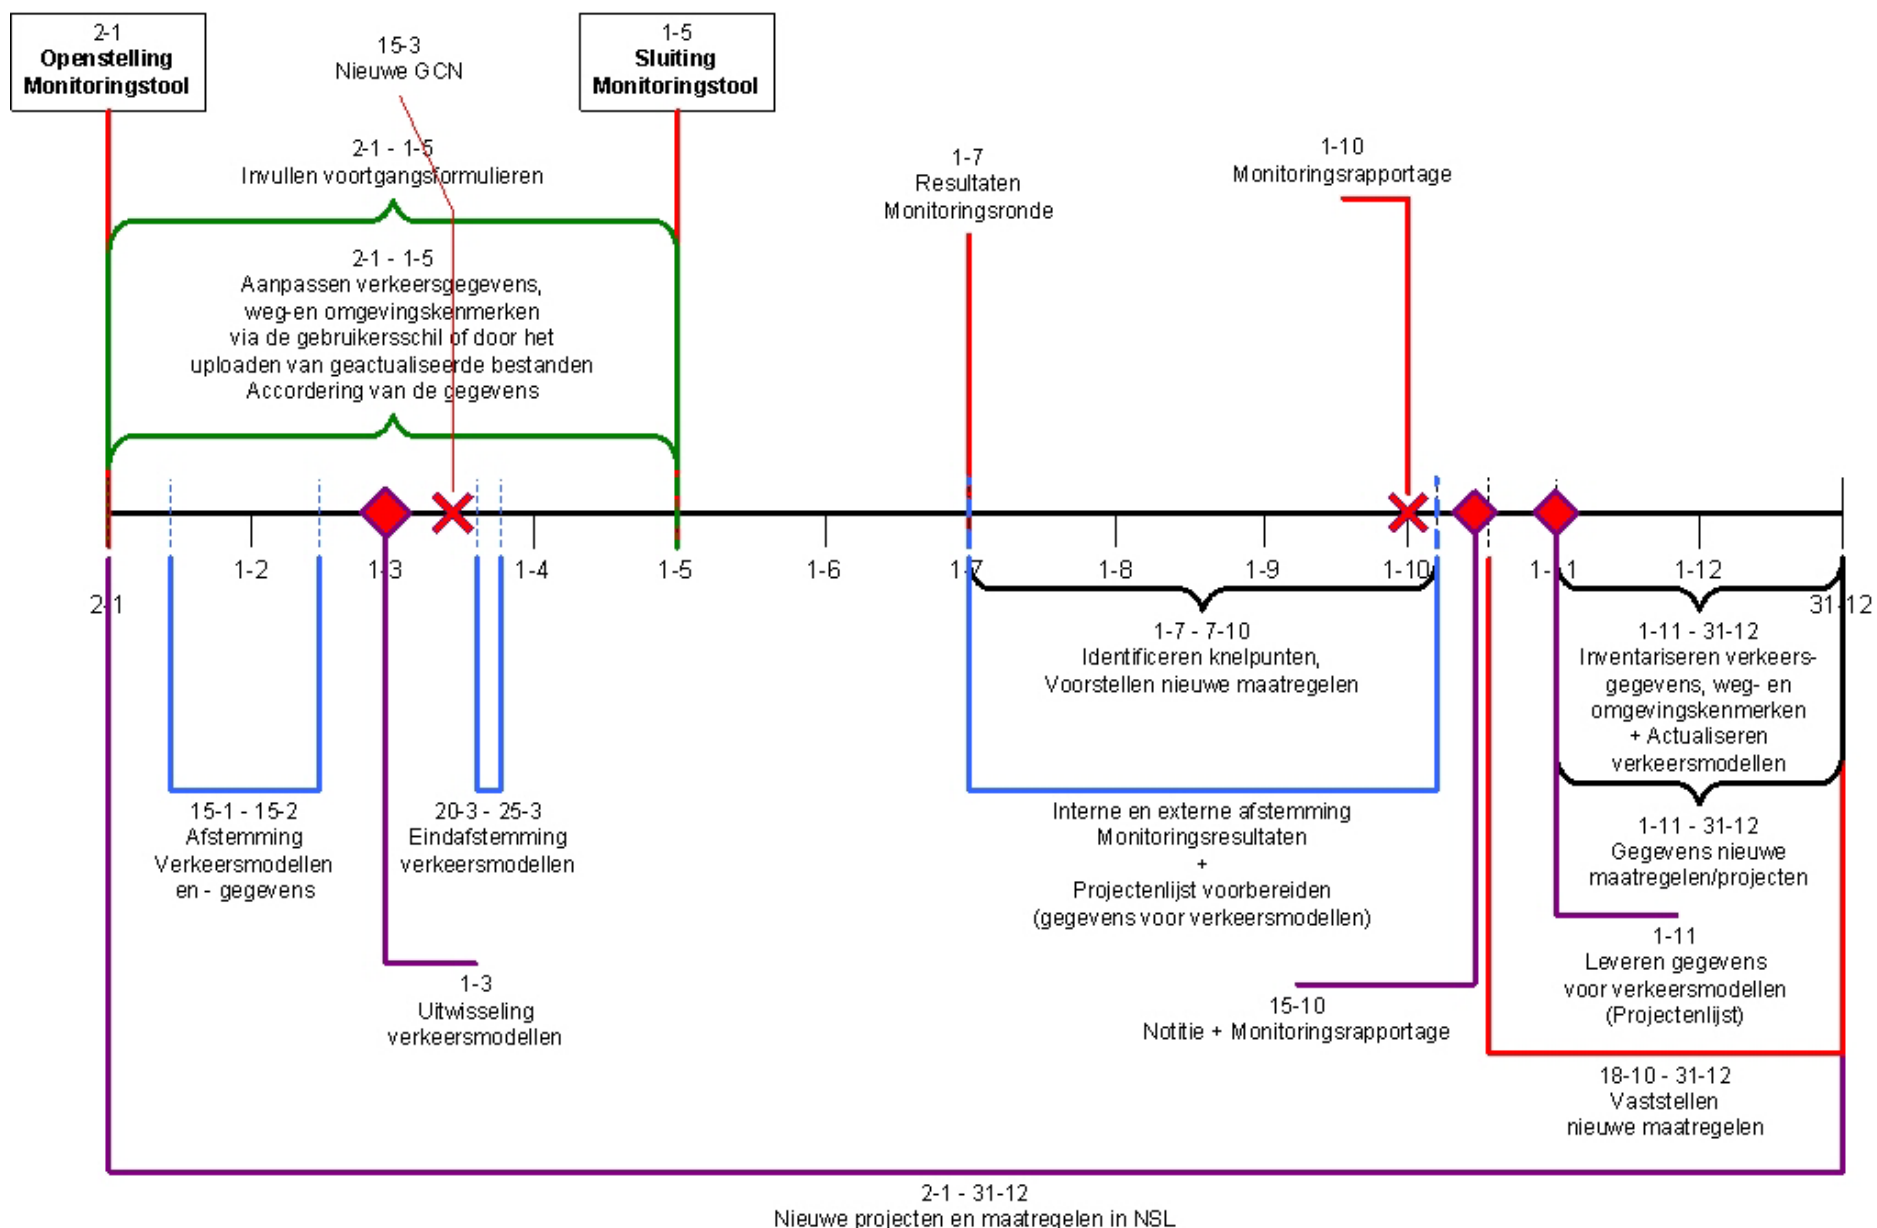 2-1
Openstelling
Monitoringstool
15-3
Nieuwe GCN
1-5
Sluiting
Monitoringstool
2-1 - 1-5
Invullen voortgangsformulieren
2-1 - 1-5
Aanpassen verkeersgegevens,
weg-en omgevingskenmerken
via de gebruikersschil of door het
uploaden van geactualiseerde bestanden
Accordering van de gegevens
1-7
Resultaten
Monitoringsronde
1-10
Monitoringsrapportage
2-1
1-2
1-3
1-4
1-5
1-6
1-7
1-8
1-9
1-10
1-11
1-12
31-12
1-7 - 7-10
Identificeren knelpunten,
Voorstellen nieuwe maatregelen
1-11 - 31-12
Inventariseren verkeers-
gegevens, weg- en
omgevingskenmerken
+ Actualiseren
verkeersmodellen
15-1 - 15-2
Afstemming
Verkeersmodellen
en - gegevens
20-3 - 25-3
Eindafstemming
verkeersmodellen
Interne en externe afstemming
Monitoringsresultaten
+
Projectenlijst voorbereiden
(gegevens voor verkeersmodellen)
1-11 - 31-12
Gegevens nieuwe
maatregelen/projecten
1-3
Uitwisseling
verkeersmodellen
15-10
Notitie + Monitoringsrapportage
1-11
Leveren gegevens
voor verkeersmodellen
(Projectenlijst)
18-10 - 31-12
Vaststellen
nieuwe maatregelen
2-1 - 31-12
Nieuwe projecten en maatregelen in NSL